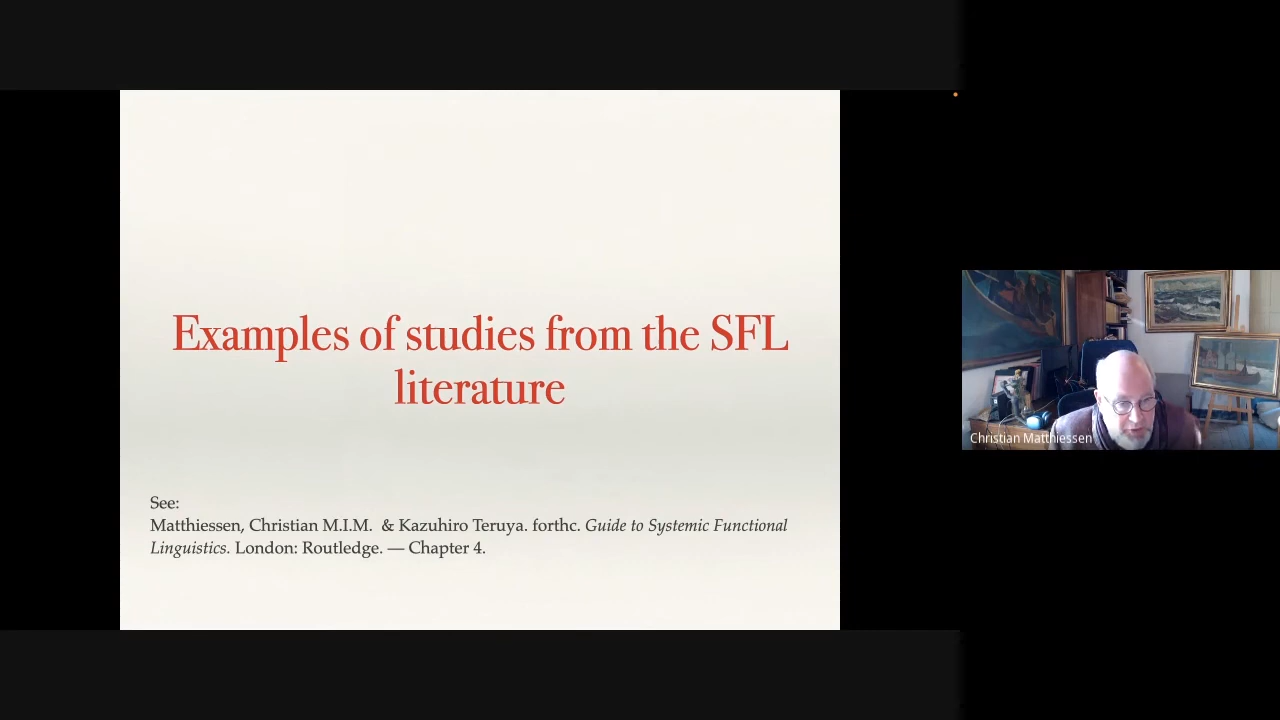 Examples of studies from the SFL
literature
See:
Matthiessen, Christian M.I.M. & Kazuhiro Teruya. forthc. Guide to Systemic Functional
Linguistics. London: Routledge. — Chapter 4.
Christian Matthiessen